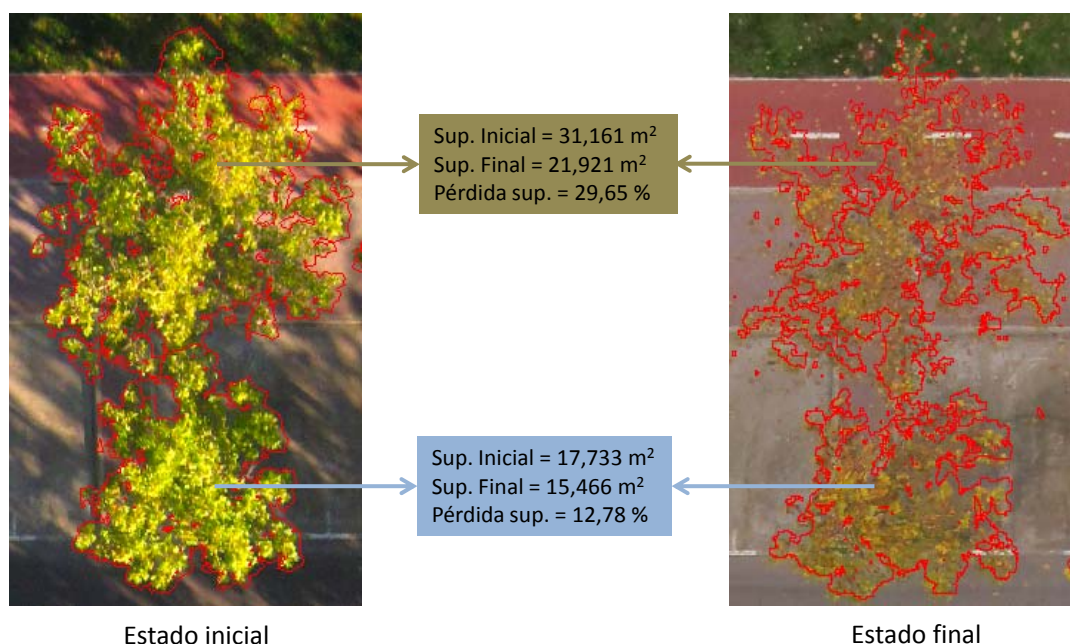 Sup. Inicial = 31,161 m²
Sup. Final = 21,921 m²
Pérdida sup. = 29,65 %
Sup. Inicial = 17,733 m²
Sup. Final = 15,466 m²
Pérdida sup. = 12,78 %
Estado inicial
Estado final